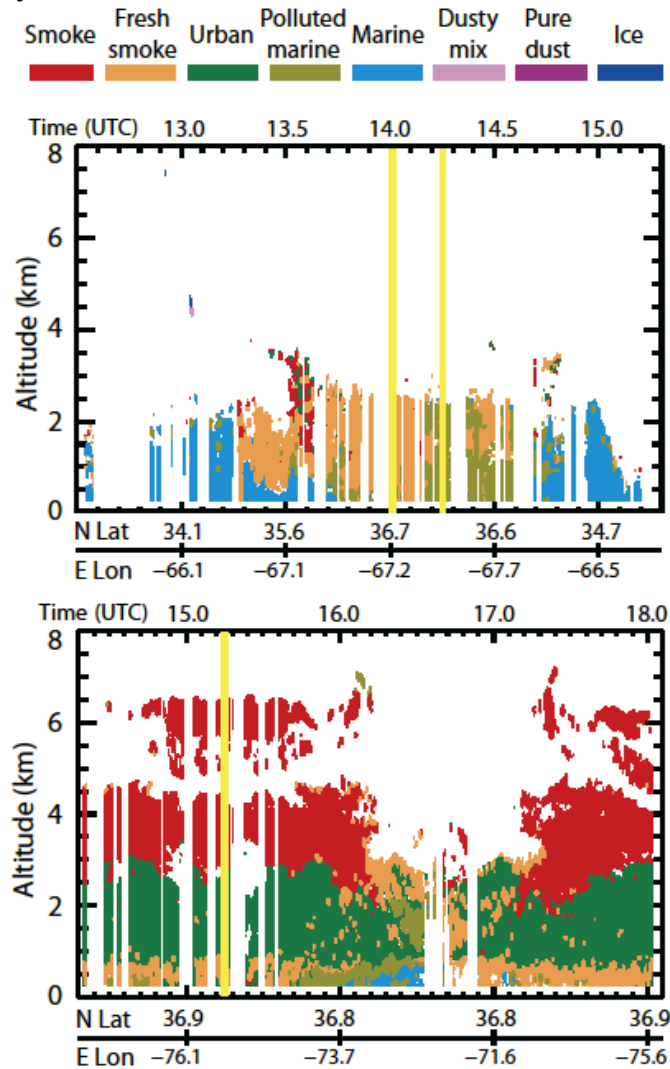 Smoke Fresh smoke Urban Polluted marine Marine Dusty mix Pure dust Ice
Time (UTC) 13.0 13.5 14.0 14.5 15.0
8
6
4
2
0
Altitude (km)
N Lat 34.1 35.6 36.7 36.6 34.7
E Lon −66.1 −67.1 −67.2 −67.7 −66.5
Time (UTC) 15.0 16.0 17.0 18.0
8
6
4
2
0
Altitude (km)
N Lat 36.9 36.8 36.8 36.9
E Lon −76.1 −73.7 −71.6 −75.6